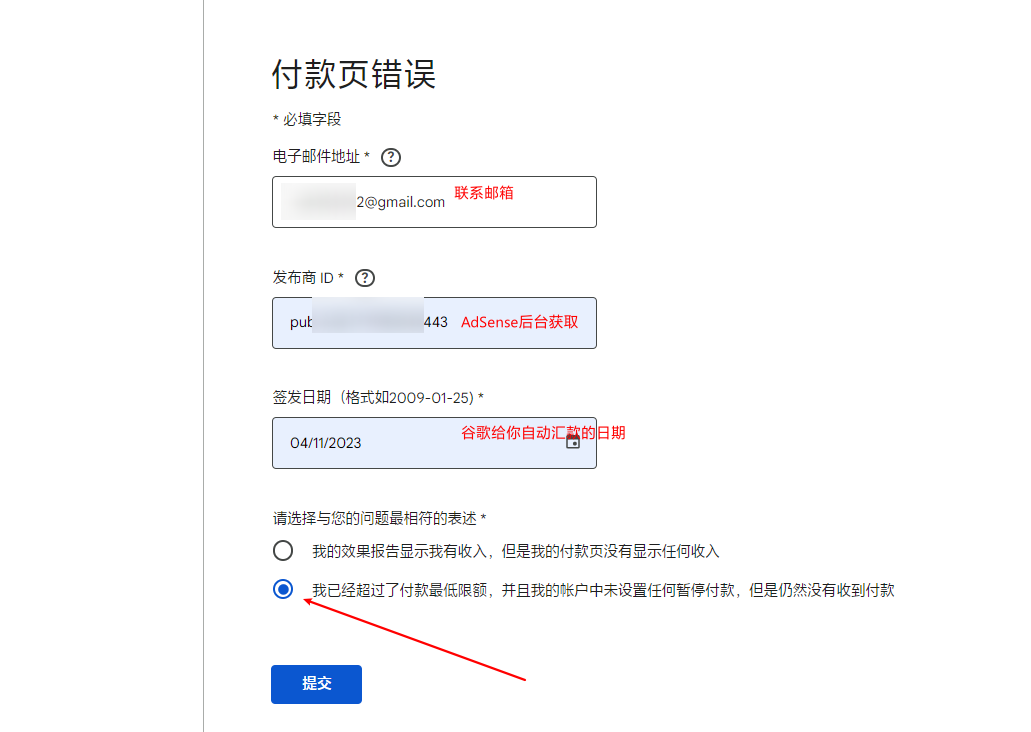 付款页错误
* 必填字段
电子邮件地址 * ?
2@gmail.com 联系邮箱
发布商 ID * ?
pub 443 AdSense后台获取
签发日期（格式如2009-01-25) *
04/11/2023 谷歌给你自动汇款的日期
请选择与您的问题最相符的表述 *
我的效果报告显示我有收入，但是我的付款页没有显示任何收入
我已经超过了付款最低限额，并且我的帐户中未设置任何暂停付款，但是仍然没有收到付款
提交